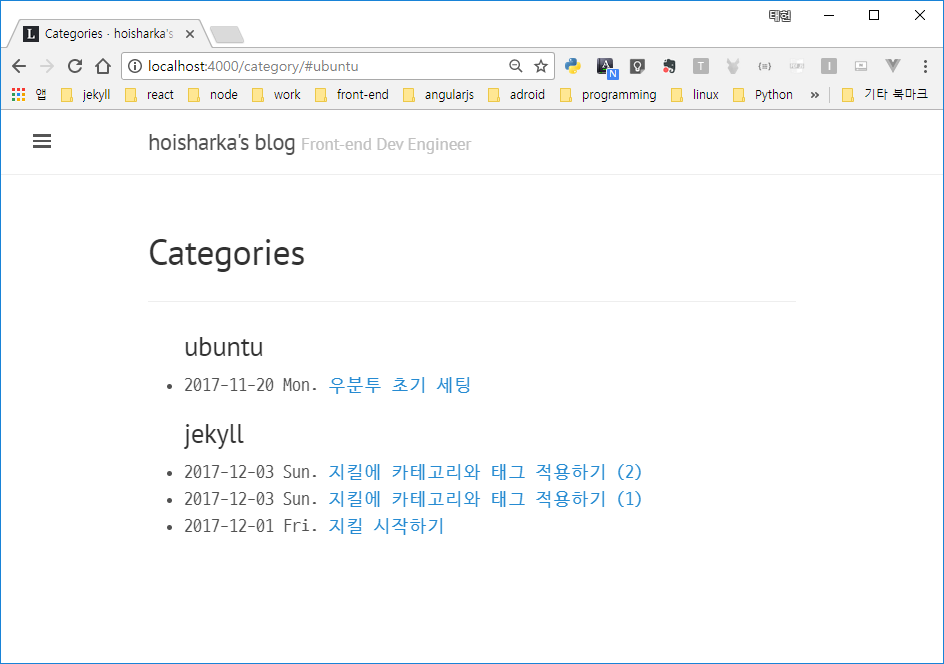 태현
L Categories · hoisharka's
localhost:4000/category/#ubuntu
앱 jekyll react node work front-end angularjs adroid programming linux Python » 기타 북마크
hoisharka's blog Front-end Dev Engineer
Categories
ubuntu
2017-11-20 Mon. 우분투 초기 세팅
jekyll
2017-12-03 Sun. 지킬에 카테고리와 태그 적용하기 (2)
2017-12-03 Sun. 지킬에 카테고리와 태그 적용하기 (1)
2017-12-01 Fri. 지킬 시작하기